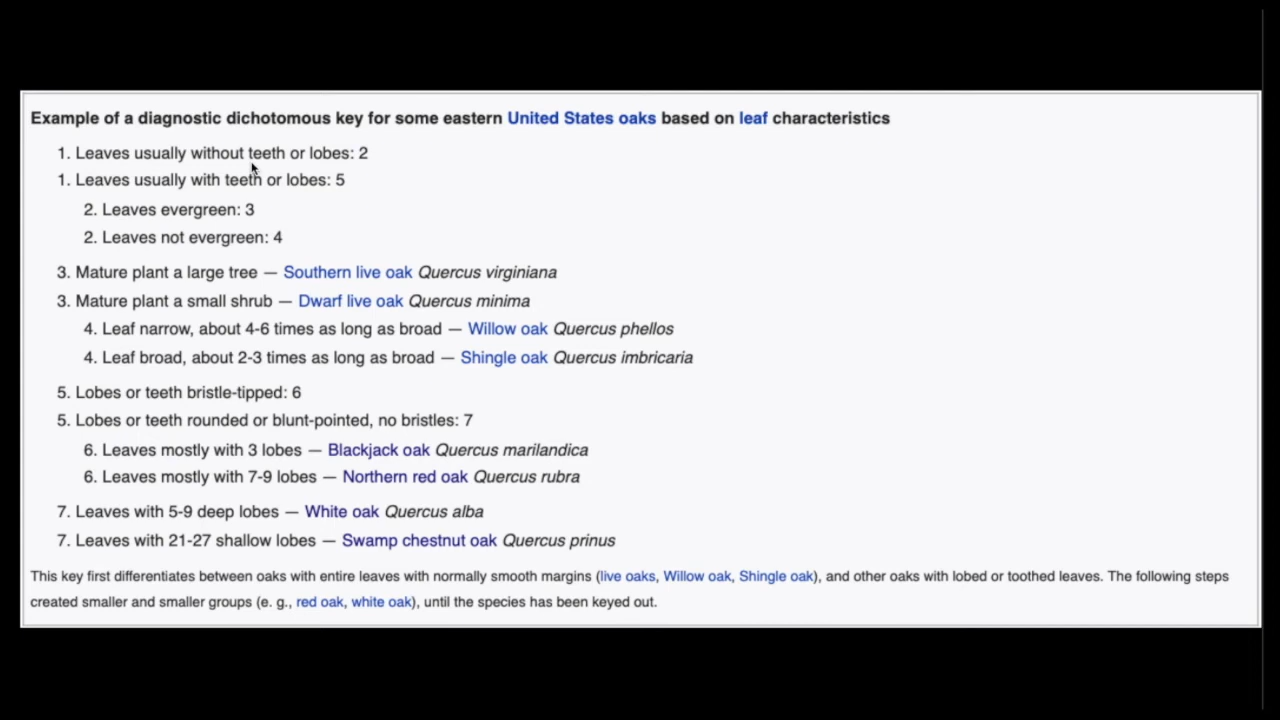 Example of a diagnostic dichotomous key for some eastern United States oaks based on leaf characteristics
1. Leaves usually without teeth or lobes: 2
1. Leaves usually with teeth or lobes: 5
2. Leaves evergreen: 3
2. Leaves not evergreen: 4
3. Mature plant a large tree — Southern live oak Quercus virginiana
3. Mature plant a small shrub — Dwarf live oak Quercus minima
4. Leaf narrow, about 4-6 times as long as broad — Willow oak Quercus phellos
4. Leaf broad, about 2-3 times as long as broad — Shingle oak Quercus imbricaria
5. Lobes or teeth bristle-tipped: 6
5. Lobes or teeth rounded or blunt-pointed, no bristles: 7
6. Leaves mostly with 3 lobes — Blackjack oak Quercus marilandica
6. Leaves mostly with 7-9 lobes — Northern red oak Quercus rubra
7. Leaves with 5-9 deep lobes — White oak Quercus alba
7. Leaves with 21-27 shallow lobes — Swamp chestnut oak Quercus prinus
This key first differentiates between oaks with entire leaves with normally smooth margins (live oaks, Willow oak, Shingle oak), and other oaks with lobed or toothed leaves. The following steps
created smaller and smaller groups (e. g., red oak, white oak), until the species has been keyed out.